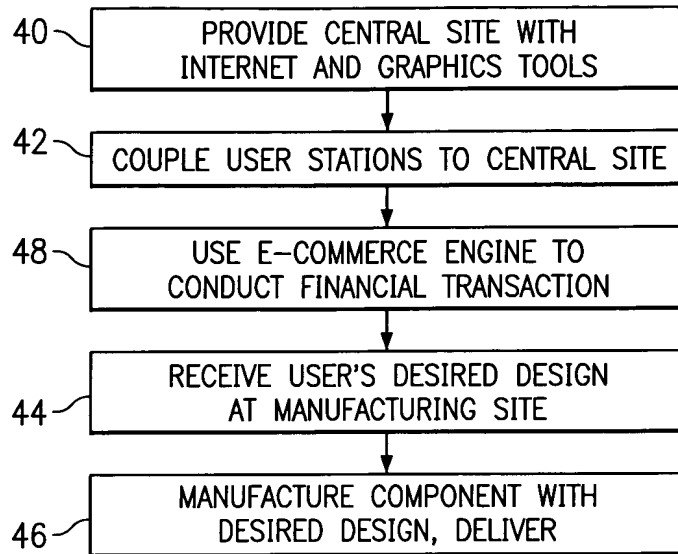 40
PROVIDE CENTRAL SITE WITH
INTERNET AND GRAPHICS TOOLS
42
COUPLE USER STATIONS TO CENTRAL SITE
48
USE E-COMMERCE ENGINE TO
CONDUCT FINANCIAL TRANSACTION
44
RECEIVE USER'S DESIRED DESIGN
AT MANUFACTURING SITE
46
MANUFACTURE COMPONENT WITH
DESIRED DESIGN, DELIVER